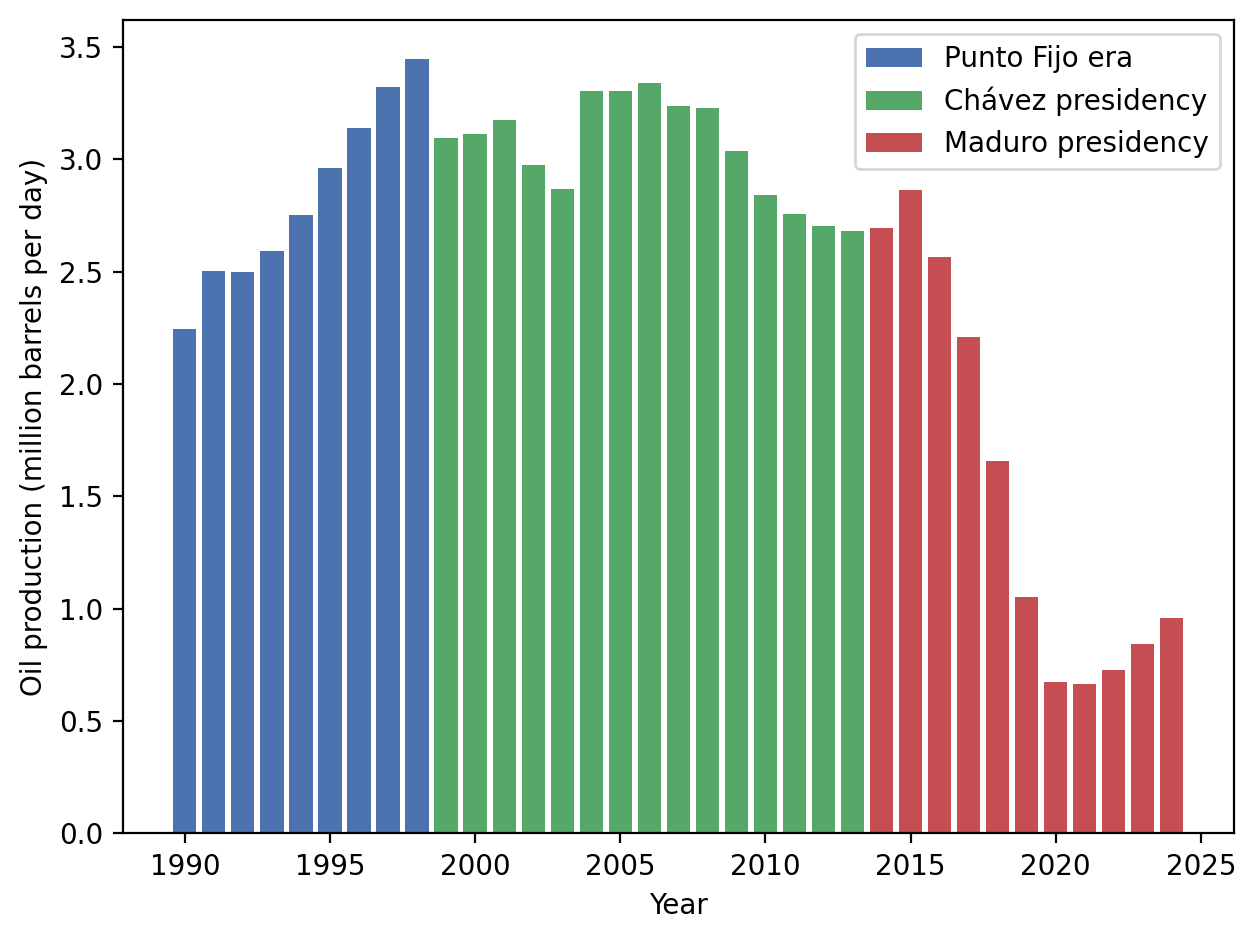 3.5
3.0
2.5
2.0
1.5
1.0
0.5
0.0
Oil production (million barrels per day)
Punto Fijo era
Chávez presidency
Maduro presidency
1990 1995 2000 2005 2010 2015 2020 2025
Year